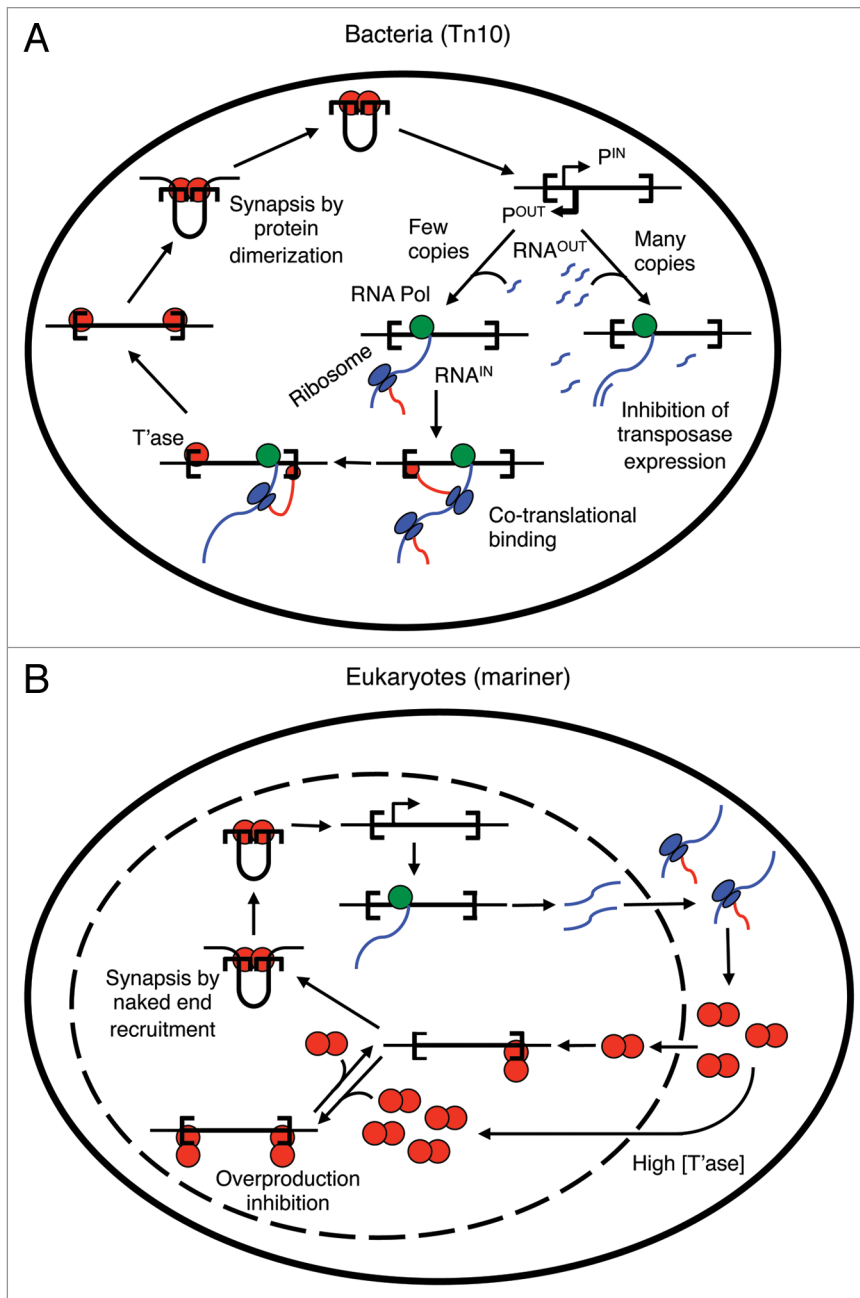 A
Bacteria (Tn10)
P^IN
P^OUT
Synapsis by
protein
dimerization
Few
copies
RNA^OUT
Many
copies
RNA Pol
Ribosome
RNA^IN
Inhibition of
transposase
expression
T'ase
Co-translational
binding
B
Eukaryotes (mariner)
Synapsis by
naked end
recruitment
Overproduction
inhibition
High [T'ase]